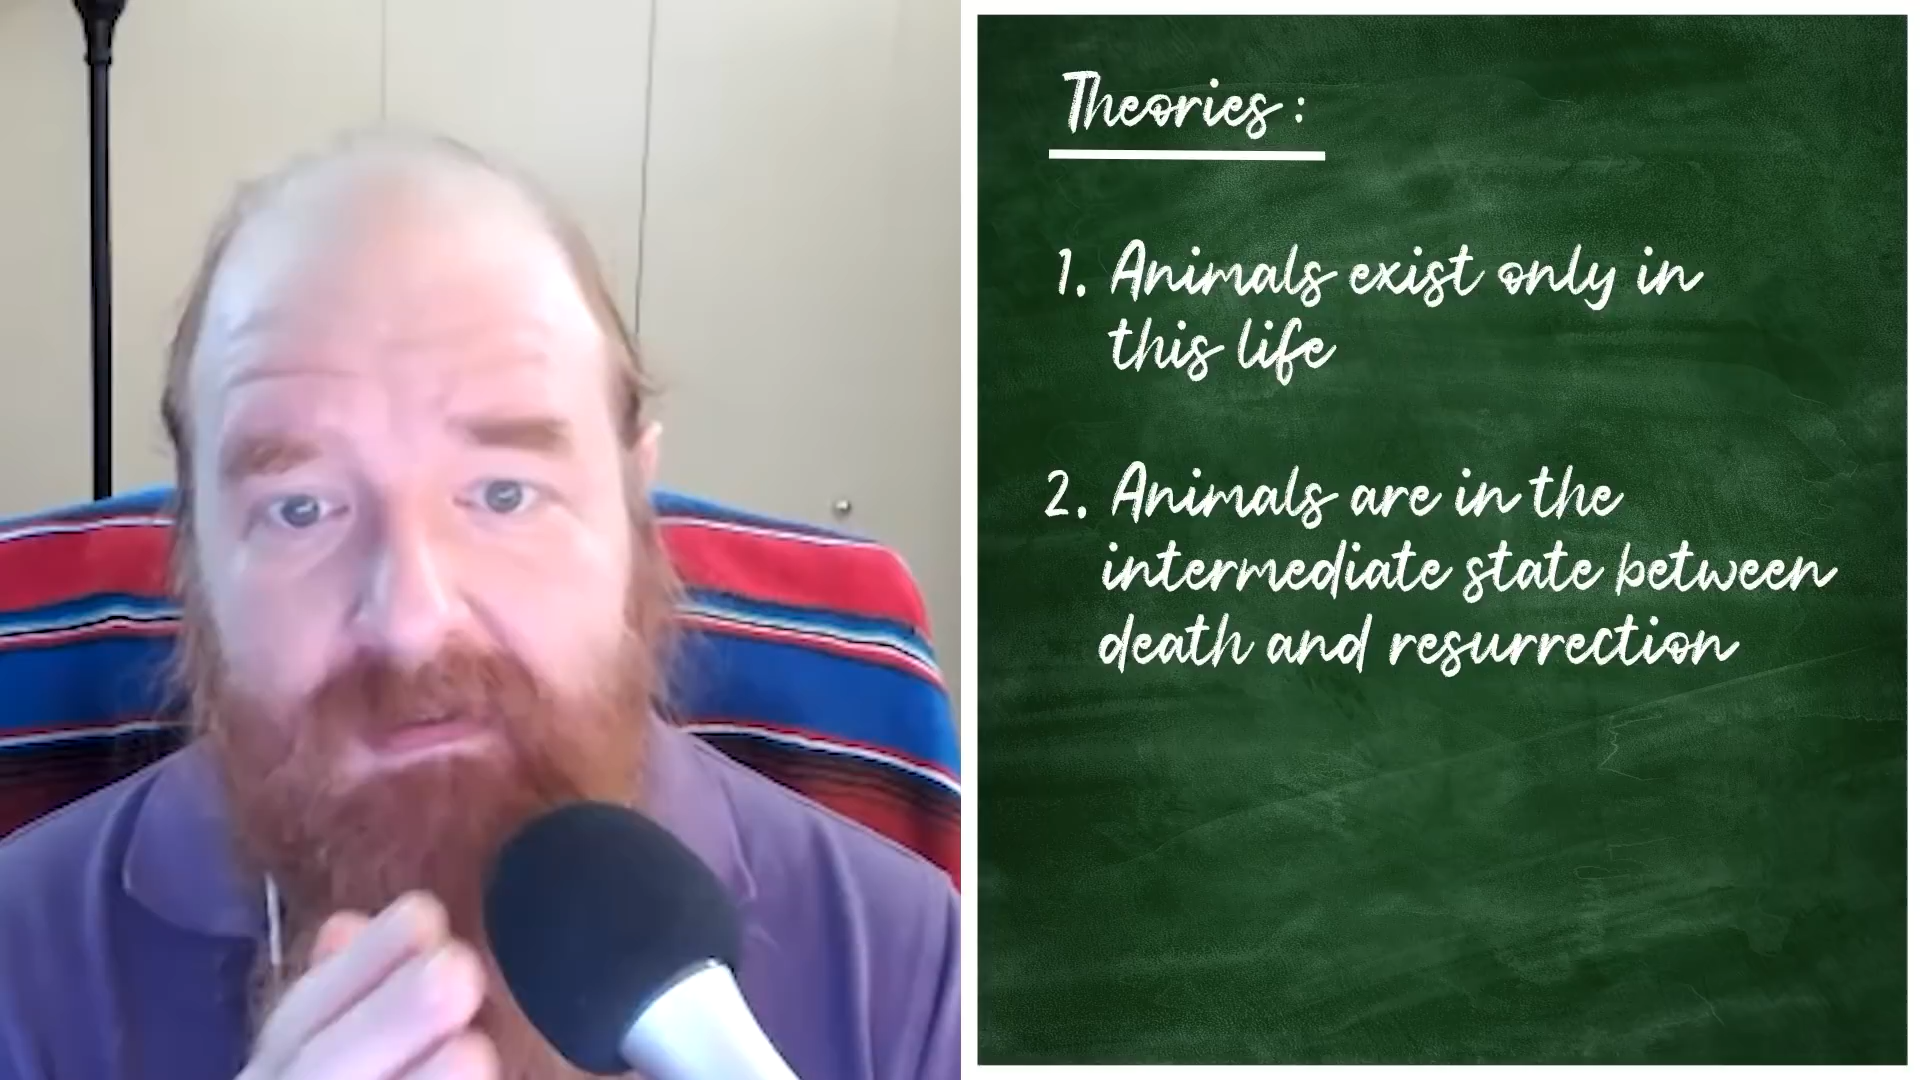 Theories:
1. Animals exist only in
this life
2. Animals are in the
intermediate state between
death and resurrection